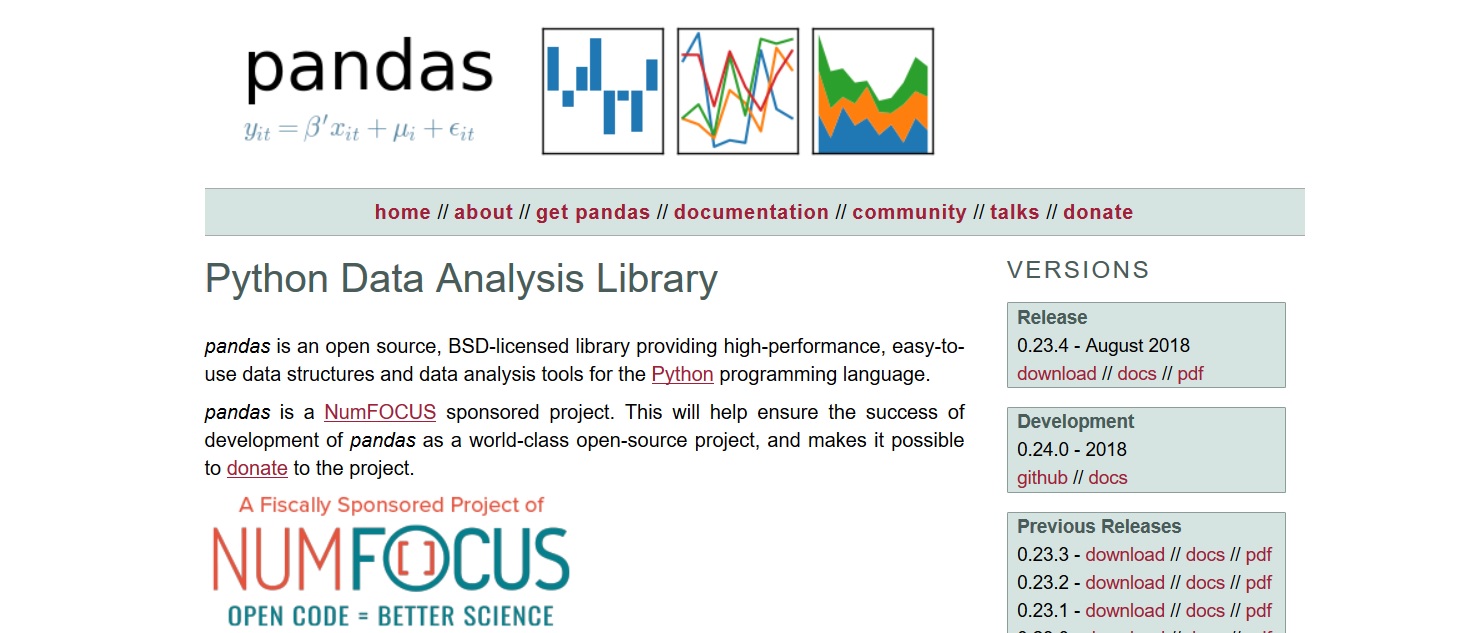 pandas
y_{it} = β′x_{it} + μ_i + ϵ_{it}
home // about // get pandas // documentation // community // talks // donate
Python Data Analysis Library
pandas is an open source, BSD-licensed library providing high-performance, easy-to-
use data structures and data analysis tools for the Python programming language.
pandas is a NumFOCUS sponsored project. This will help ensure the success of
development of pandas as a world-class open-source project, and makes it possible
to donate to the project.
A Fiscally Sponsored Project of
NUMFOCUS
OPEN CODE = BETTER SCIENCE
VERSIONS
Release
0.23.4 - August 2018
download // docs // pdf
Development
0.24.0 - 2018
github // docs
Previous Releases
0.23.3 - download // docs // pdf
0.23.2 - download // docs // pdf
0.23.1 - download // docs // pdf